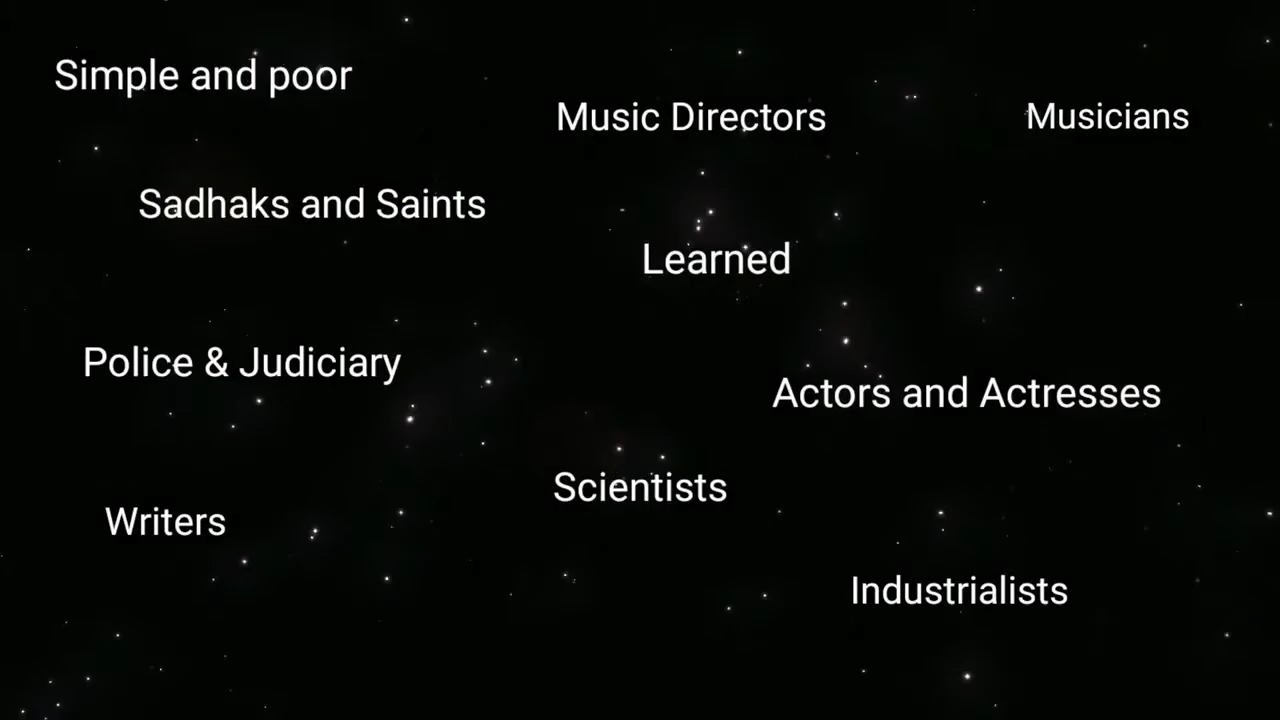 Simple and poor
Music Directors
Musicians
Sadhaks and Saints
Learned
Police & Judiciary
Actors and Actresses
Scientists
Writers
Industrialists